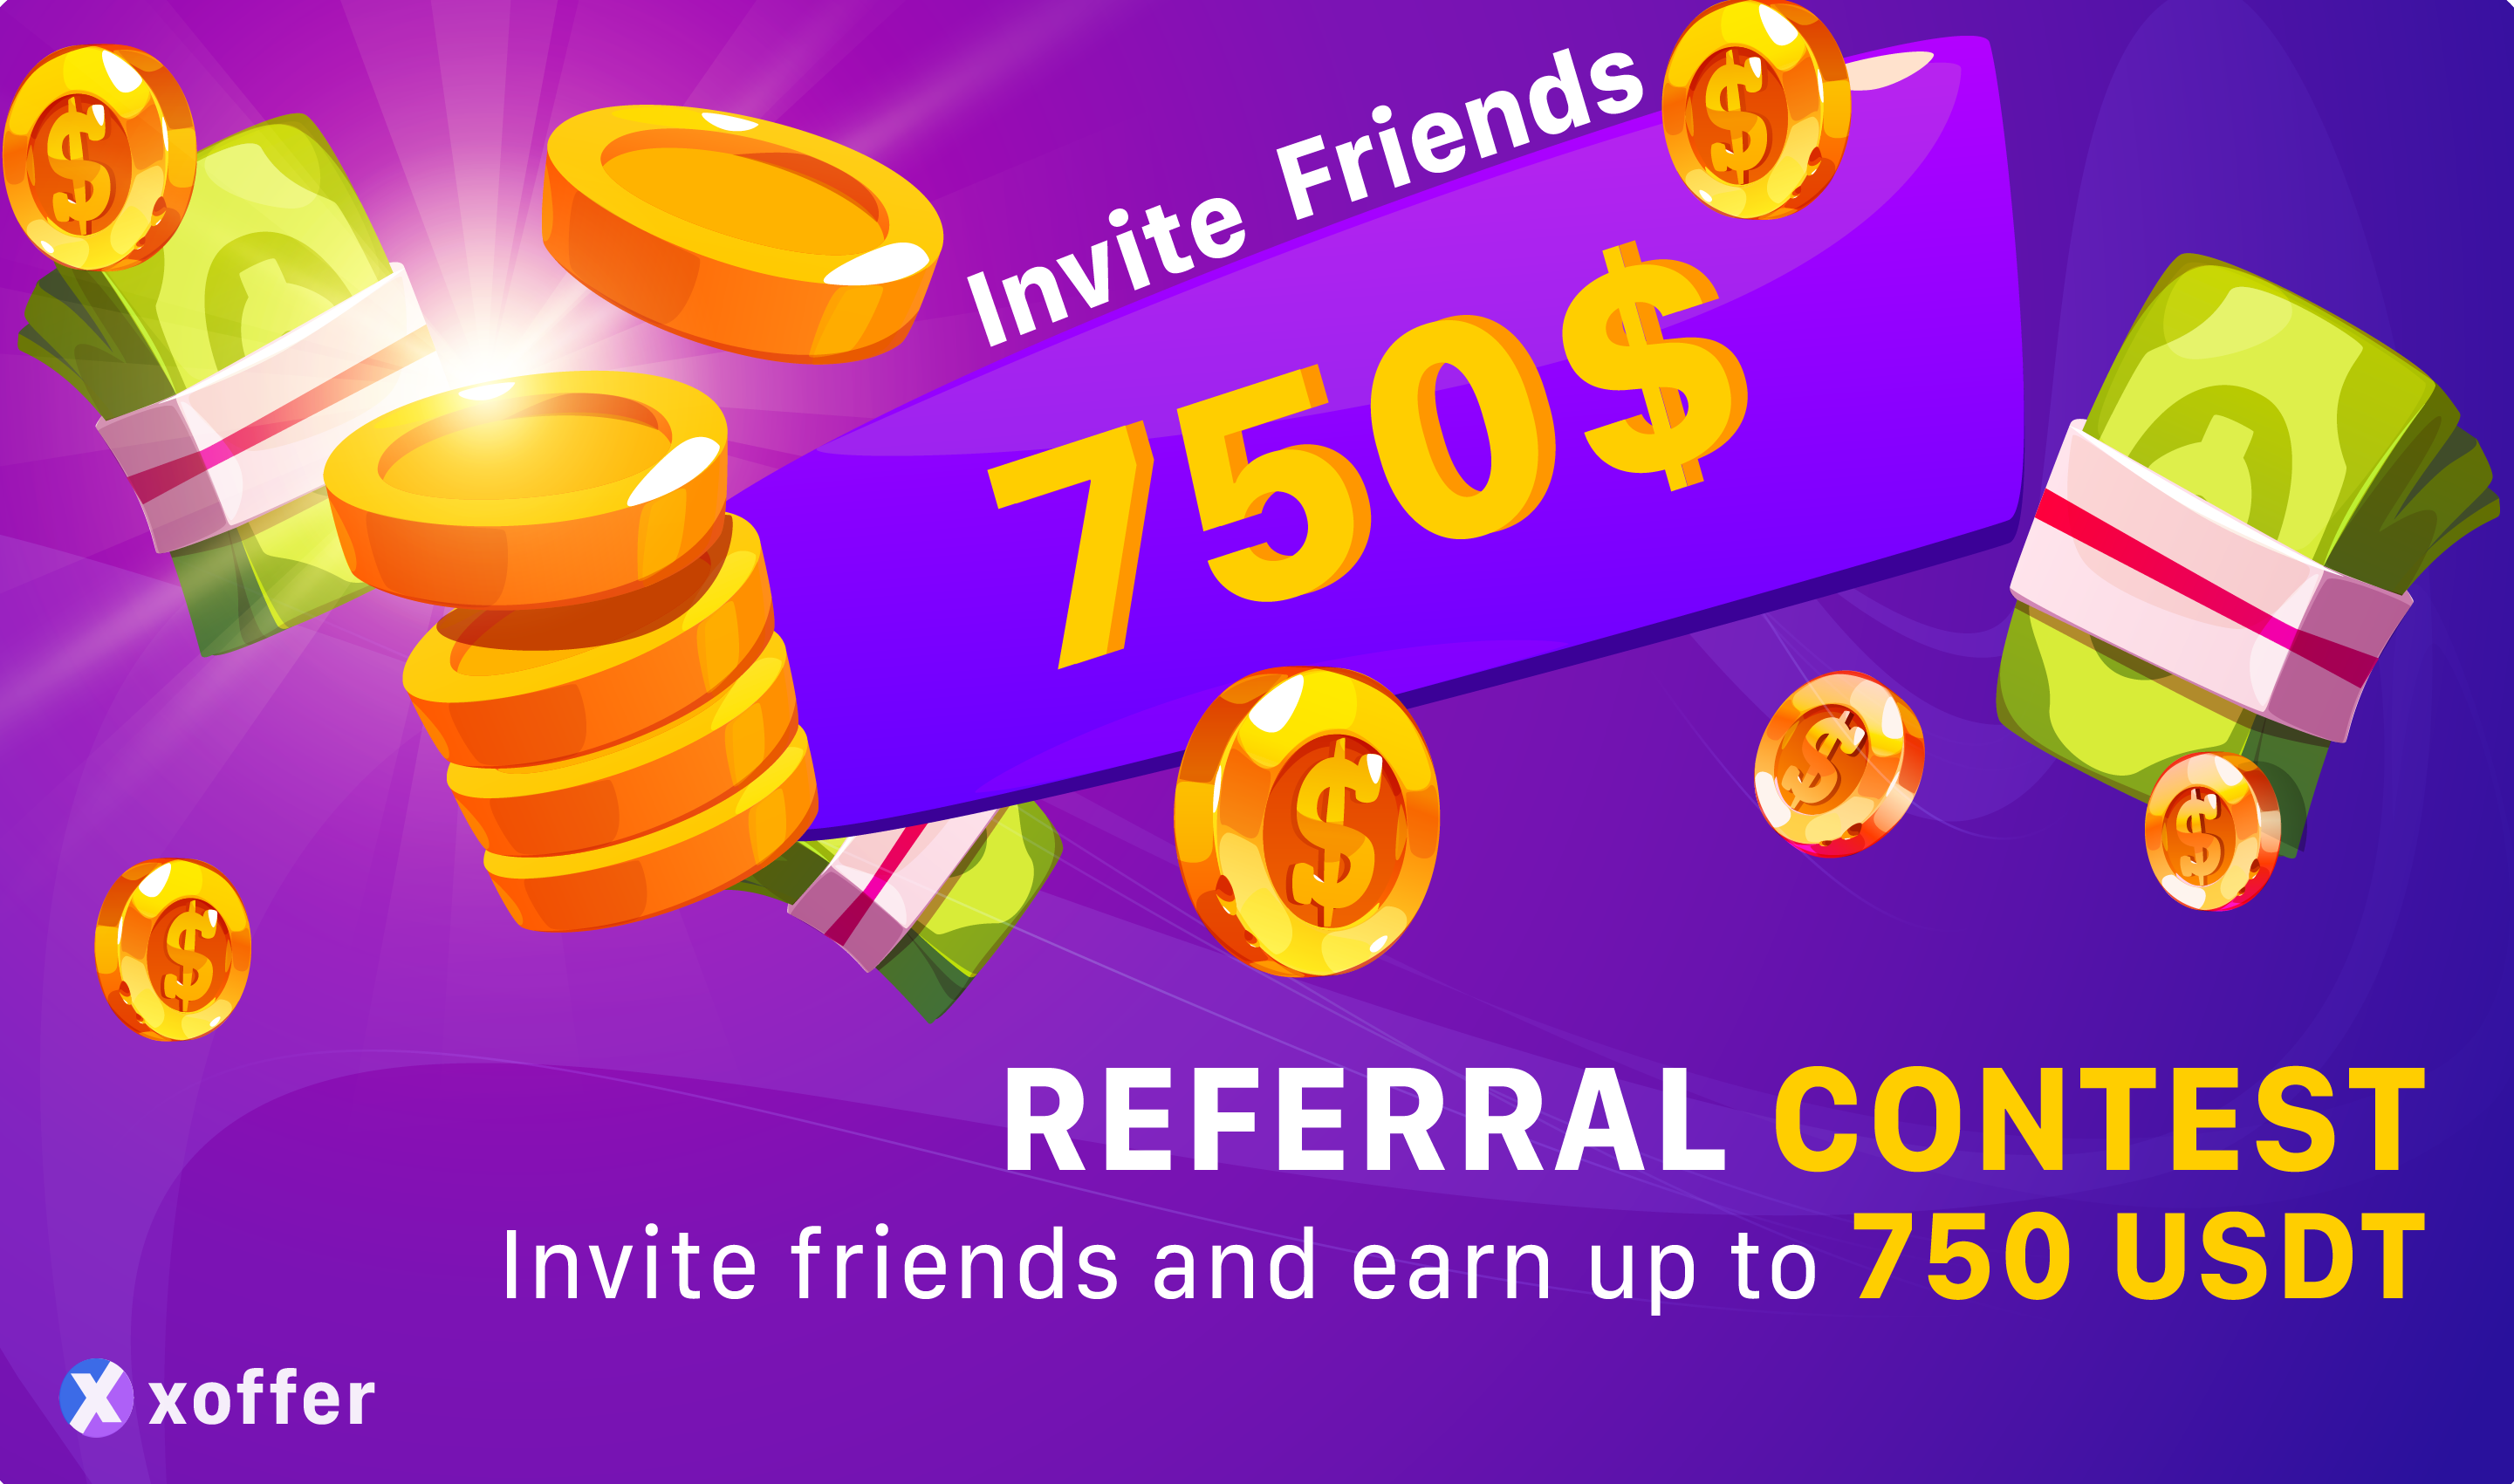 Invite Friends
750$
REFERRAL CONTEST
Invite friends and earn up to 750 USDT
xoffer